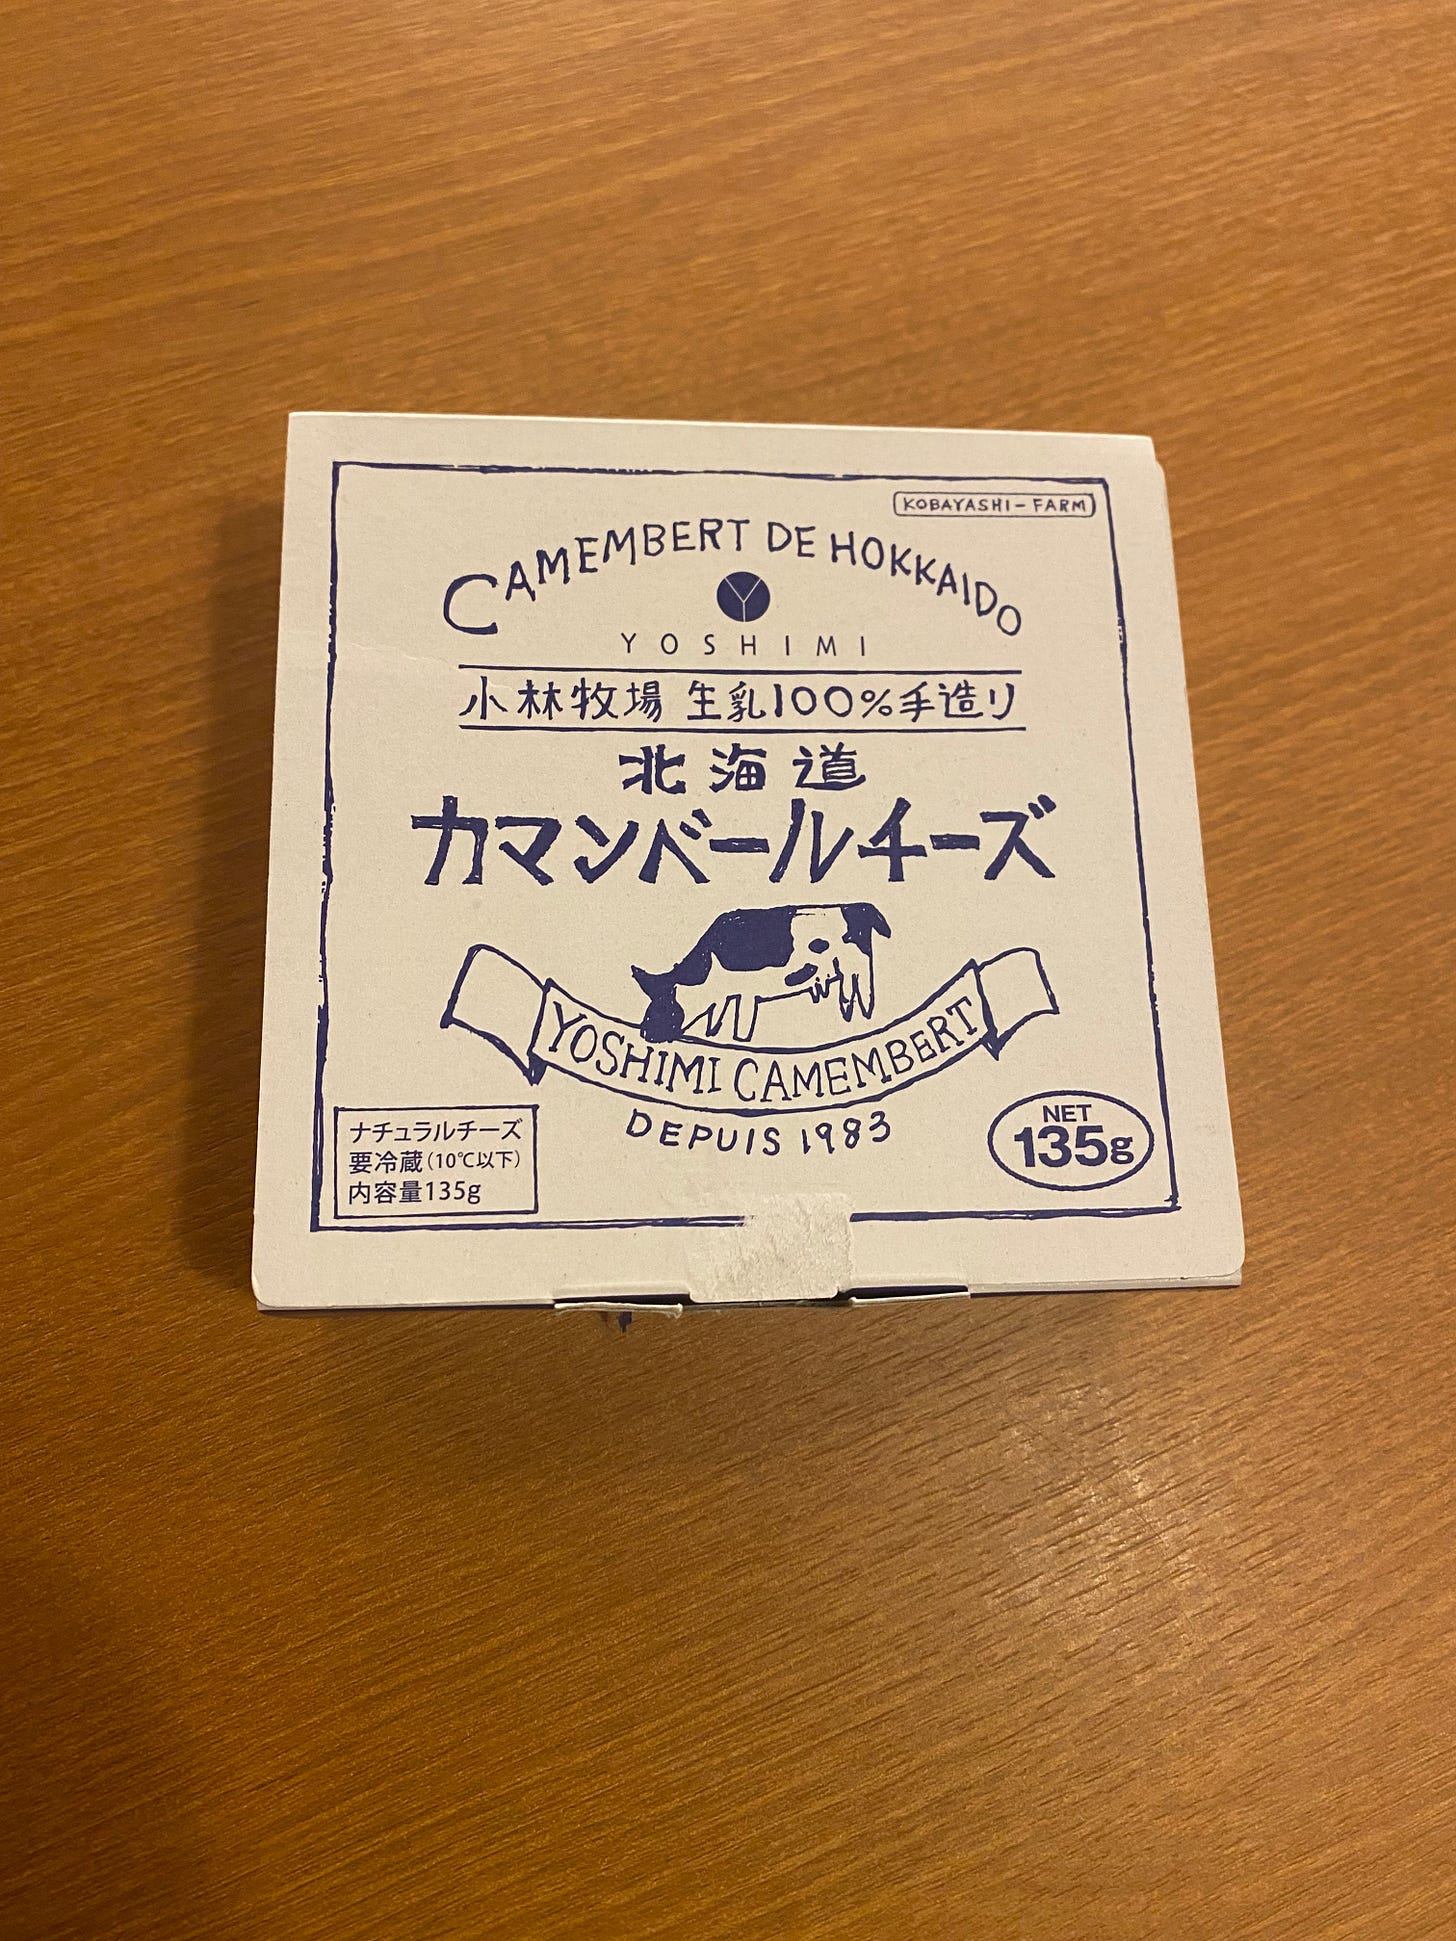 KOBAYASHI-FARM
CAMEMBERT DE HOKKAIDO
Y
YOSHIMI
小林牧場 生乳100%手造り
北海道
カマンベールチーズ
YOSHIMI CAMEMBERT
DEPUIS 1983
ナチュラルチーズ
要冷蔵(10℃以下)
内容量135g
NET
135g